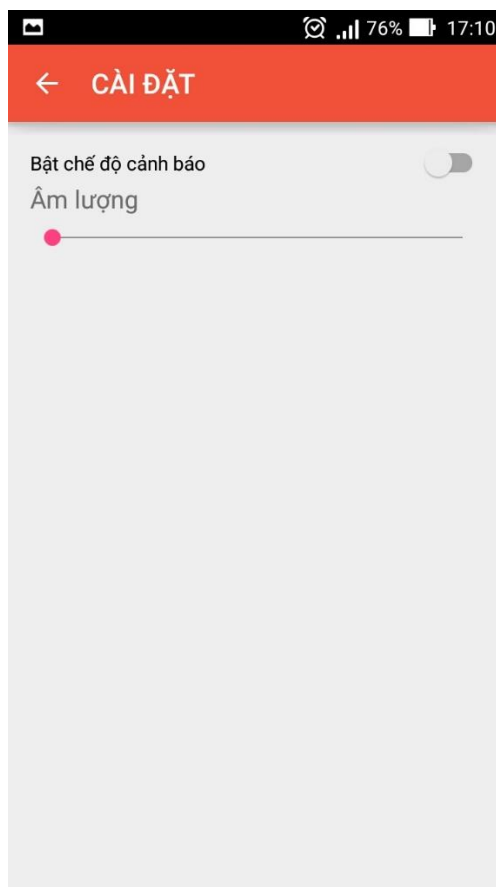 76% 17:10
CÀI ĐẶT
Bật chế độ cảnh báo
Âm lượng